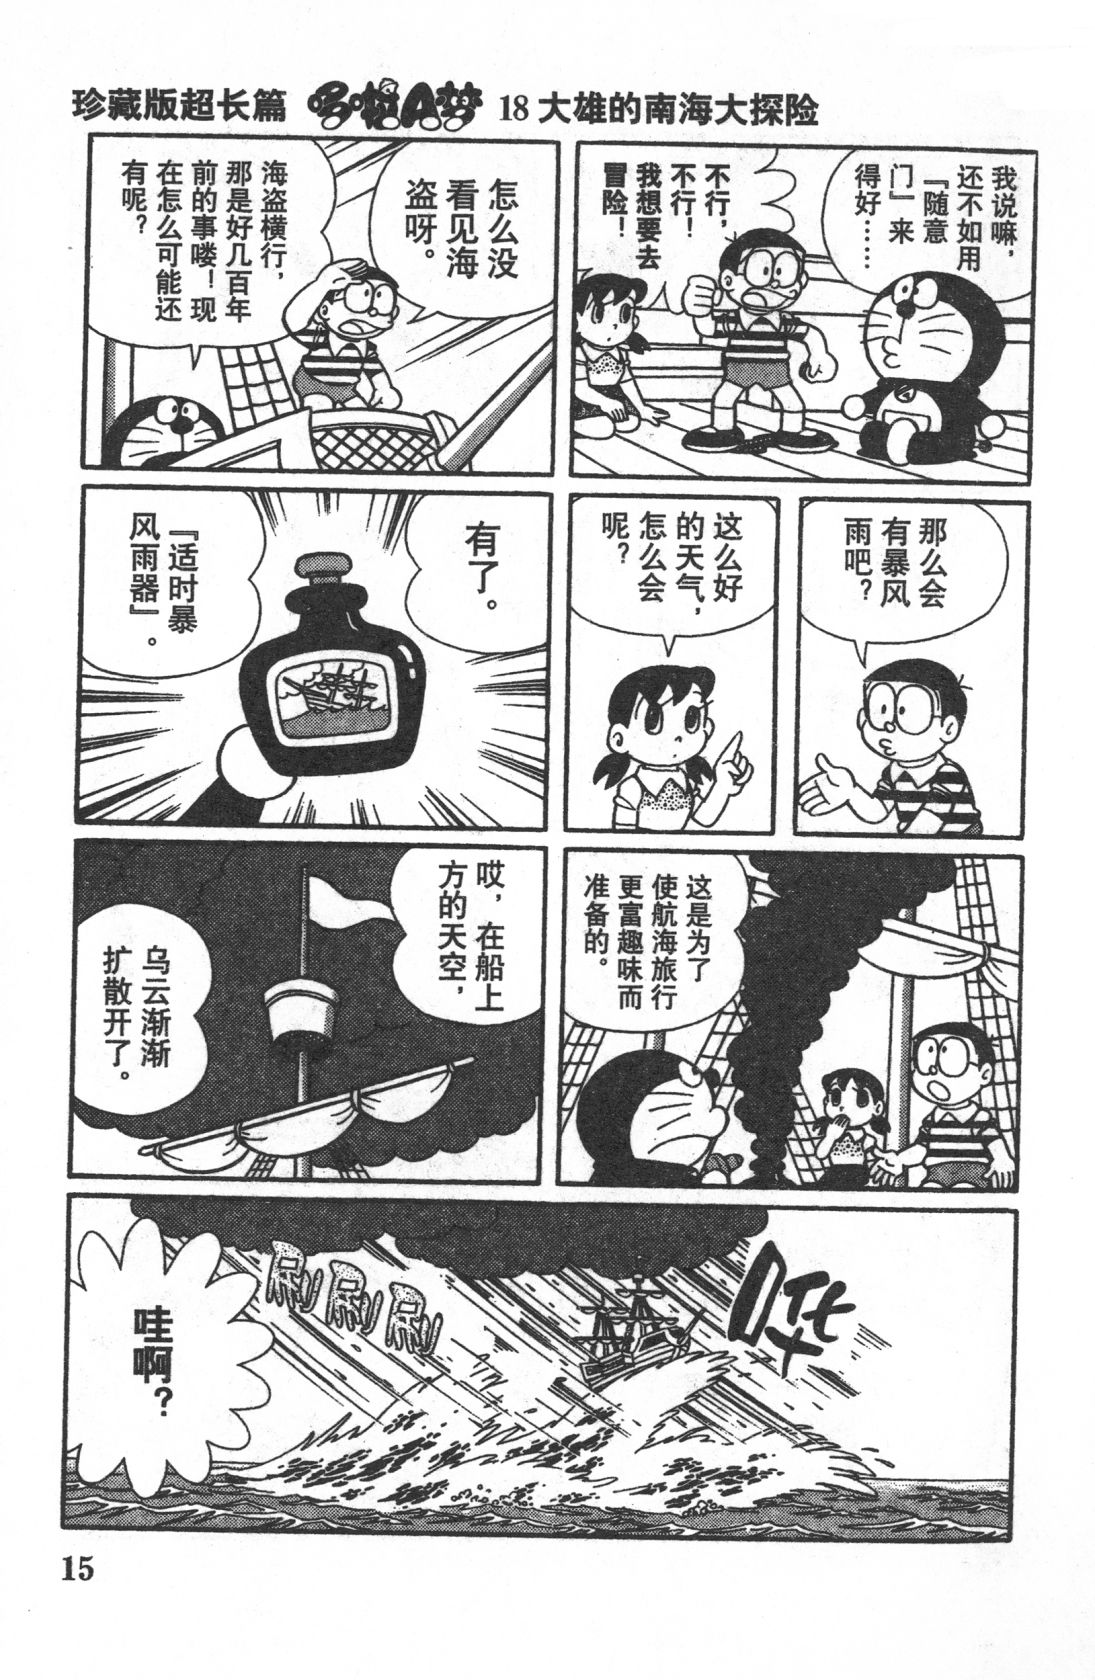 珍藏版超长篇 哆啦A梦 18 大雄的南海大探险
我说嘛，
还不如用
『随意
门』来
得好……
不行，
不行！
我想要去
冒险！
怎么没
看见海
盗呀。
海盗横行，
那是好几百年
前的事喽！现
在怎么可能还
有呢？
那么会
有暴风
雨吧？
这么好
的天气，
怎么会
呢？
有了。
『适时暴
风雨器』。
这是为了
使航海旅行
更富趣味而
准备的。
哎，在船上
方的天空，
乌云渐渐
扩散开了。
哗
刷刷刷
哇啊？
15